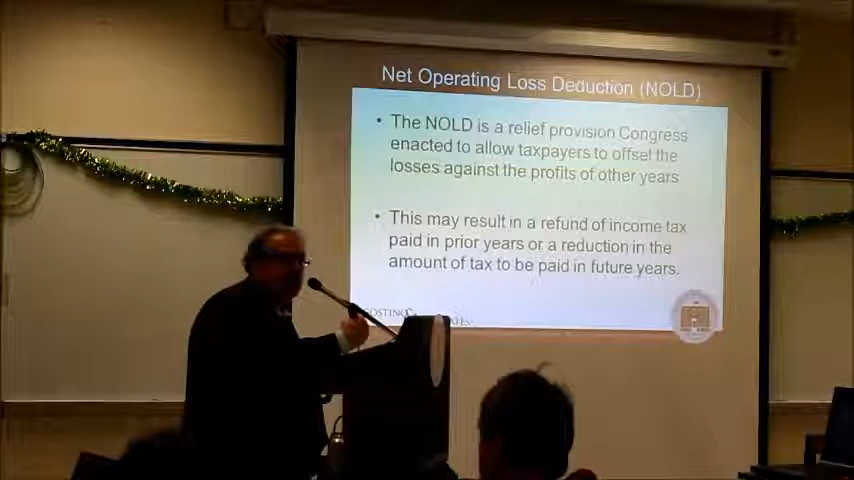 Net Operating Loss Deduction (NOLD)
• The NOLD is a relief provision Congress
enacted to allow taxpayers to offset the
losses against the profits of other years.
• This may result in a refund of income tax
paid in prior years or a reduction in the
amount of tax to be paid in future years.